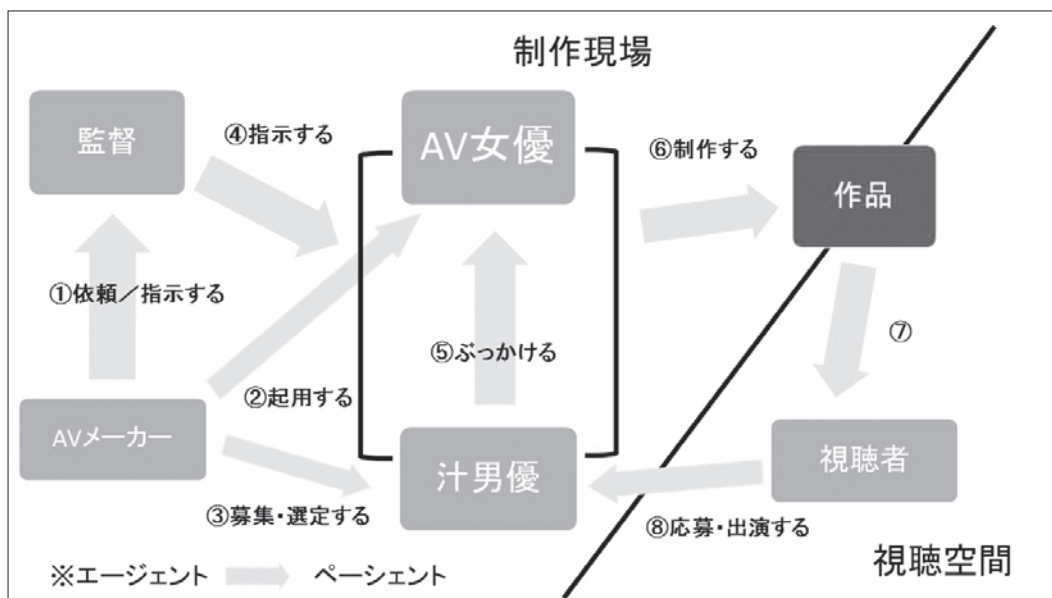 制作現場
監督
④指示する
AV女優
⑥制作する
作品
①依頼／指示する
⑤ぶっかける
⑦
②起用する
AVメーカー
汁男優
視聴者
③募集・選定する
⑧応募・出演する
視聴空間
※エージェント
ペーシェント